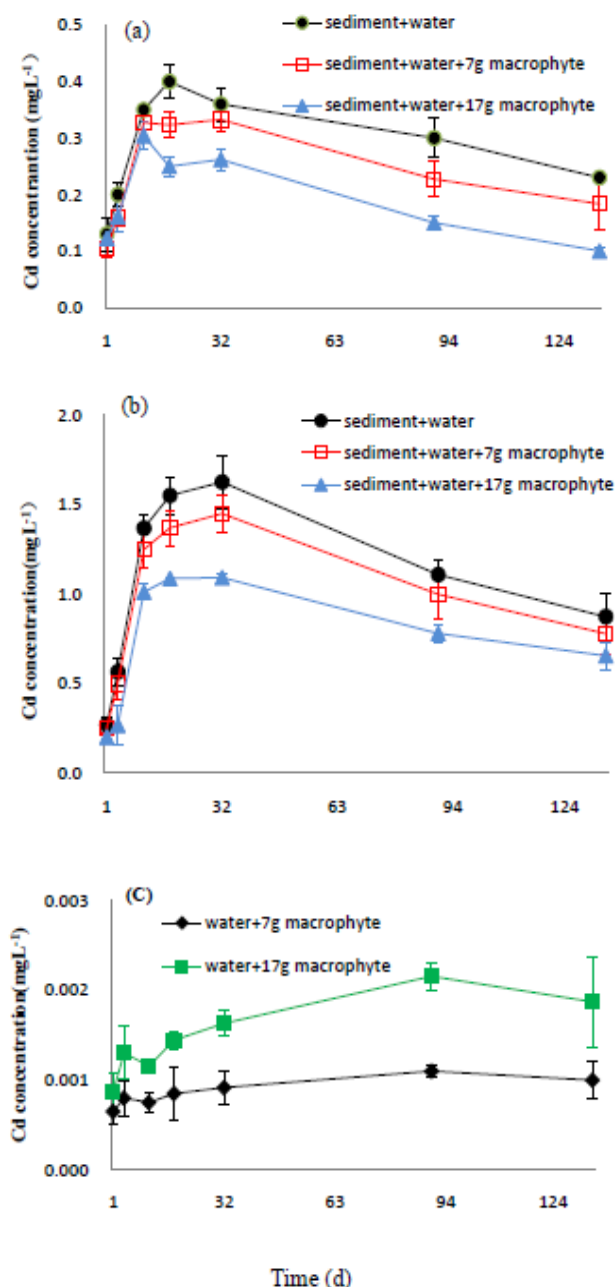 (a)
sediment+water
sediment+water+7g macrophyte
sediment+water+17g macrophyte
Cd concentrantion (mgL-1)
0.5
0.4
0.3
0.2
0.1
0.0
1 32 63 94 124
(b)
sediment+water
sediment+water+7g macrophyte
sediment+water+17g macrophyte
Cd concentration(mgL-1)
2.0
1.5
1.0
0.5
0.0
1 32 63 94 124
(C)
water+7g macrophyte
water+17g macrophyte
Cd concentration(mgL-1)
0.003
0.002
0.001
0.000
1 32 63 94 124
Time (d)